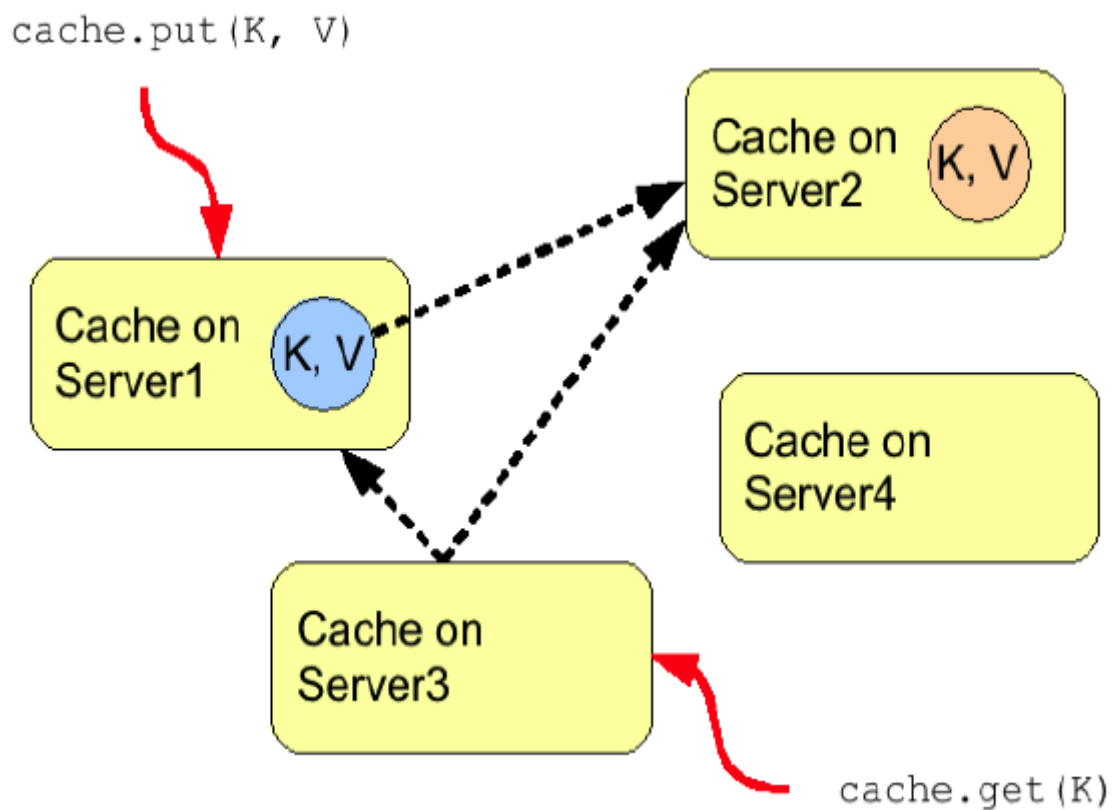 cache.put(K, V)
Cache on
Server2
K, V
Cache on
Server1
K, V
Cache on
Server4
Cache on
Server3
cache.get(K)